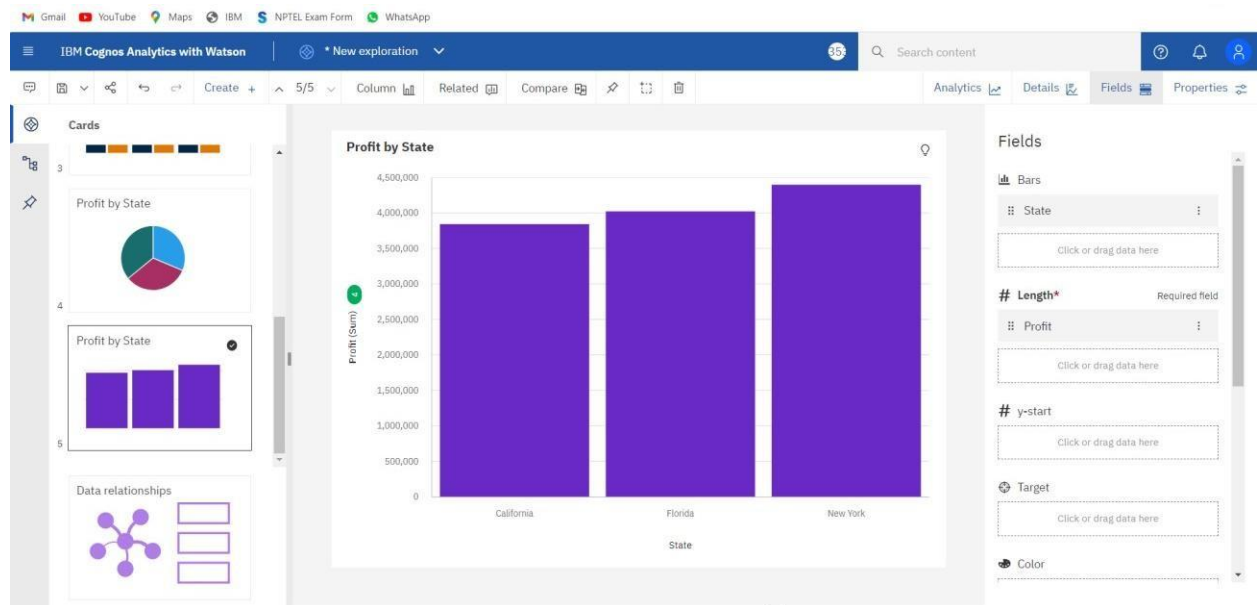 Gmail YouTube Maps IBM NPTEL Exam Form WhatsApp
IBM Cognos Analytics with Watson * New exploration Search content
Create + 5/5 Column Related Compare Analytics Details Fields Properties
Cards
3
Profit by State
4
Profit by State
5
Data relationships
Profit by State
4,500,000
4,000,000
3,500,000
3,000,000
2,500,000
2,000,000
1,500,000
1,000,000
500,000
0
Profit (Sum)
California Florida New York
State
Fields
Bars
State
Click or drag data here
# Length* Required field
Profit
Click or drag data here
# y-start
Click or drag data here
Target
Click or drag data here
Color